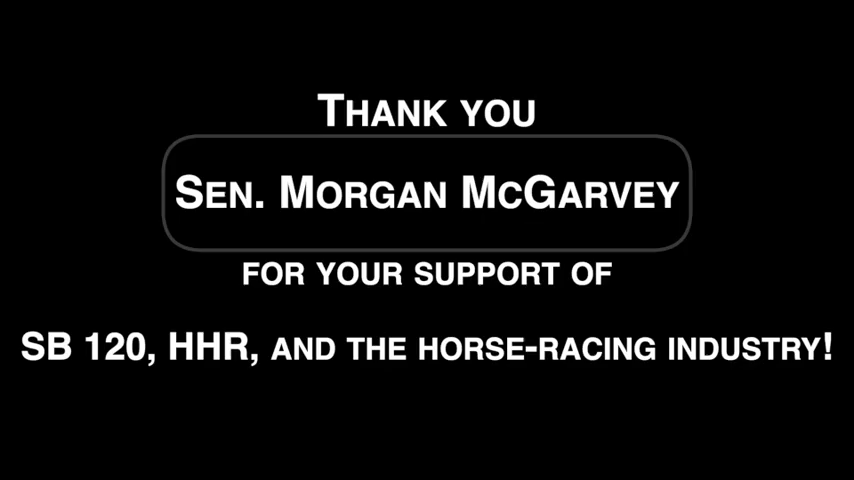 Thank you
Sen. Morgan McGarvey
for your support of
SB 120, HHR, and the horse-racing industry!